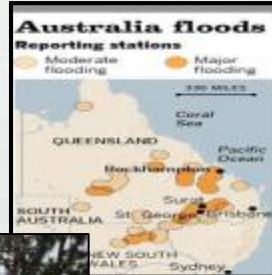 Australia floods
Reporting stations
Moderate flooding
Major flooding
330 MILES
Coral
Sea
QUEENSLAND
Pacific
Ocean
Rockhampton
Surat
SOUTH
AUSTRALIA
St. George
Brisbane
NEW SOUTH
WALES
Sydney